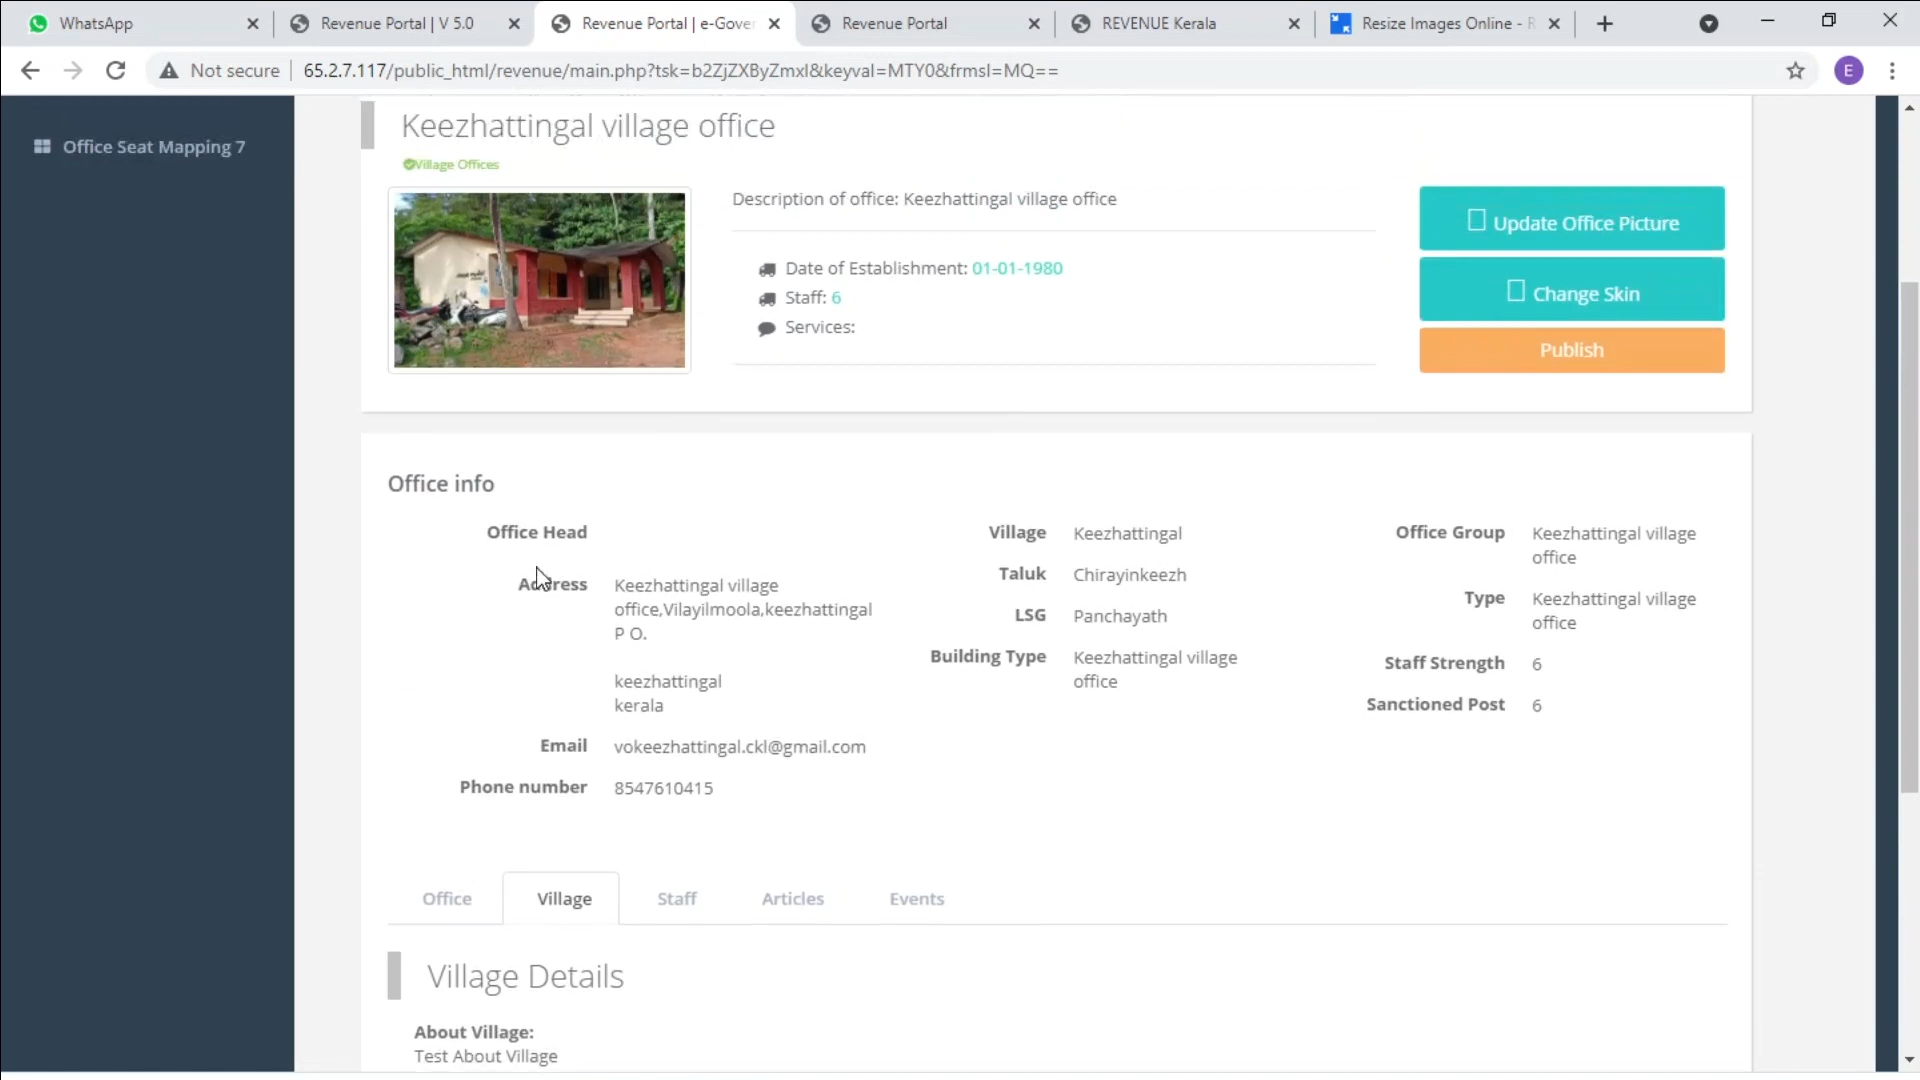 WhatsApp
Revenue Portal | V 5.0
Revenue Portal | e-Gover
Revenue Portal
REVENUE Kerala
Resize Images Online - R
Not secure
65.2.7.117/public_html/revenue/main.php?tsk=b2ZjZXByZmxl&keyval=MTY0&frmsl=MQ==
E
Office Seat Mapping 7
Keezhattingal village office
Village Offices
Description of office: Keezhattingal village office
Date of Establishment: 01-01-1980
Staff: 6
Services:
Update Office Picture
Change Skin
Publish
Office info
Office Head
Address Keezhattingal village
office,Vilayilmoola,keezhattingal
P O.
keezhattingal
kerala
Email vokeezhattingal.ckl@gmail.com
Phone number 8547610415
Village Keezhattingal
Taluk Chirayinkeezh
LSG Panchayath
Building Type Keezhattingal village
office
Office Group Keezhattingal village
office
Type Keezhattingal village
office
Staff Strength 6
Sanctioned Post 6
Office Village Staff Articles Events
Village Details
About Village:
Test About Village